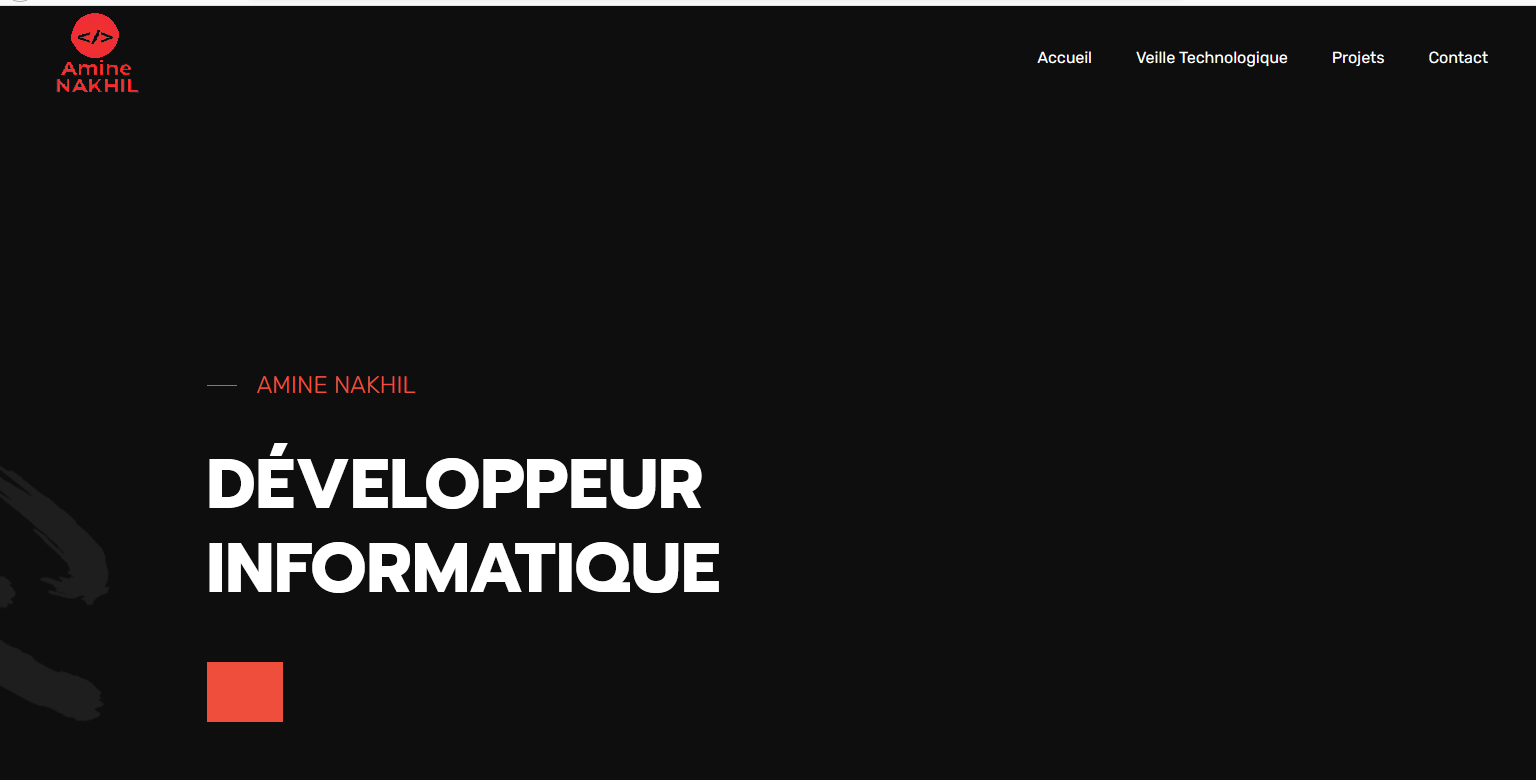 </>
Amine
NAKHIL
Accueil
Veille Technologique
Projets
Contact
AMINE NAKHIL
DÉVELOPPEUR
INFORMATIQUE